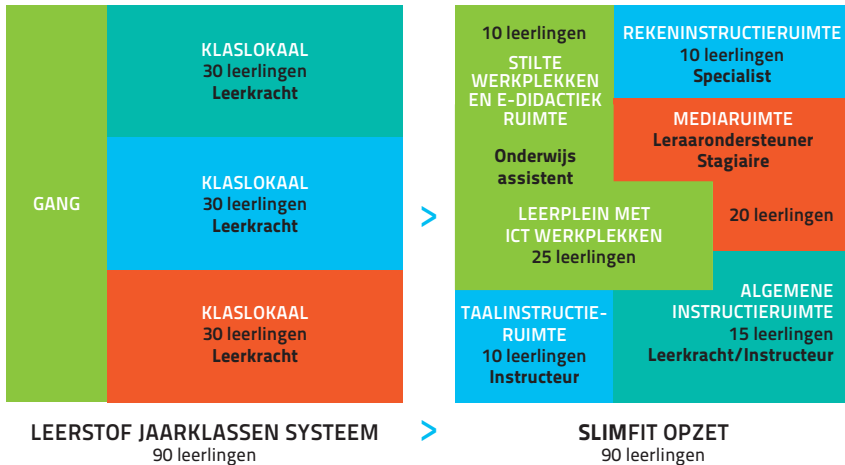 GANG
KLASLOKAAL
30 leerlingen
Leerkracht
KLASLOKAAL
30 leerlingen
Leerkracht
KLASLOKAAL
30 leerlingen
Leerkracht
LEERSTOF JAARKLASSEN SYSTEEM
90 leerlingen
>
>
10 leerlingen
STILTE
WERKPLEKKEN
EN E-DIDACTIEK
RUIMTE
Onderwijs
assistent
REKENINSTRUCTIERUIMTE
10 leerlingen
Specialist
MEDIARUIMTE
Leraarondersteuner
Stagiaire
20 leerlingen
LEERPLEIN MET
ICT WERKPLEKKEN
25 leerlingen
TAALINSTRUCTIE-
RUIMTE
10 leerlingen
Instructeur
ALGEMENE
INSTRUCTIERUIMTE
15 leerlingen
Leerkracht/Instructeur
SLIMFIT OPZET
90 leerlingen